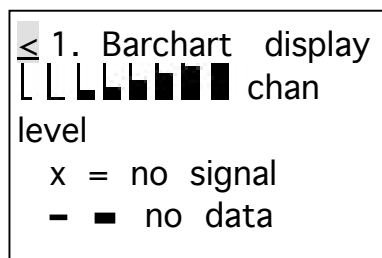 < 1. Barchart display
chan
level
x = no signal
no data